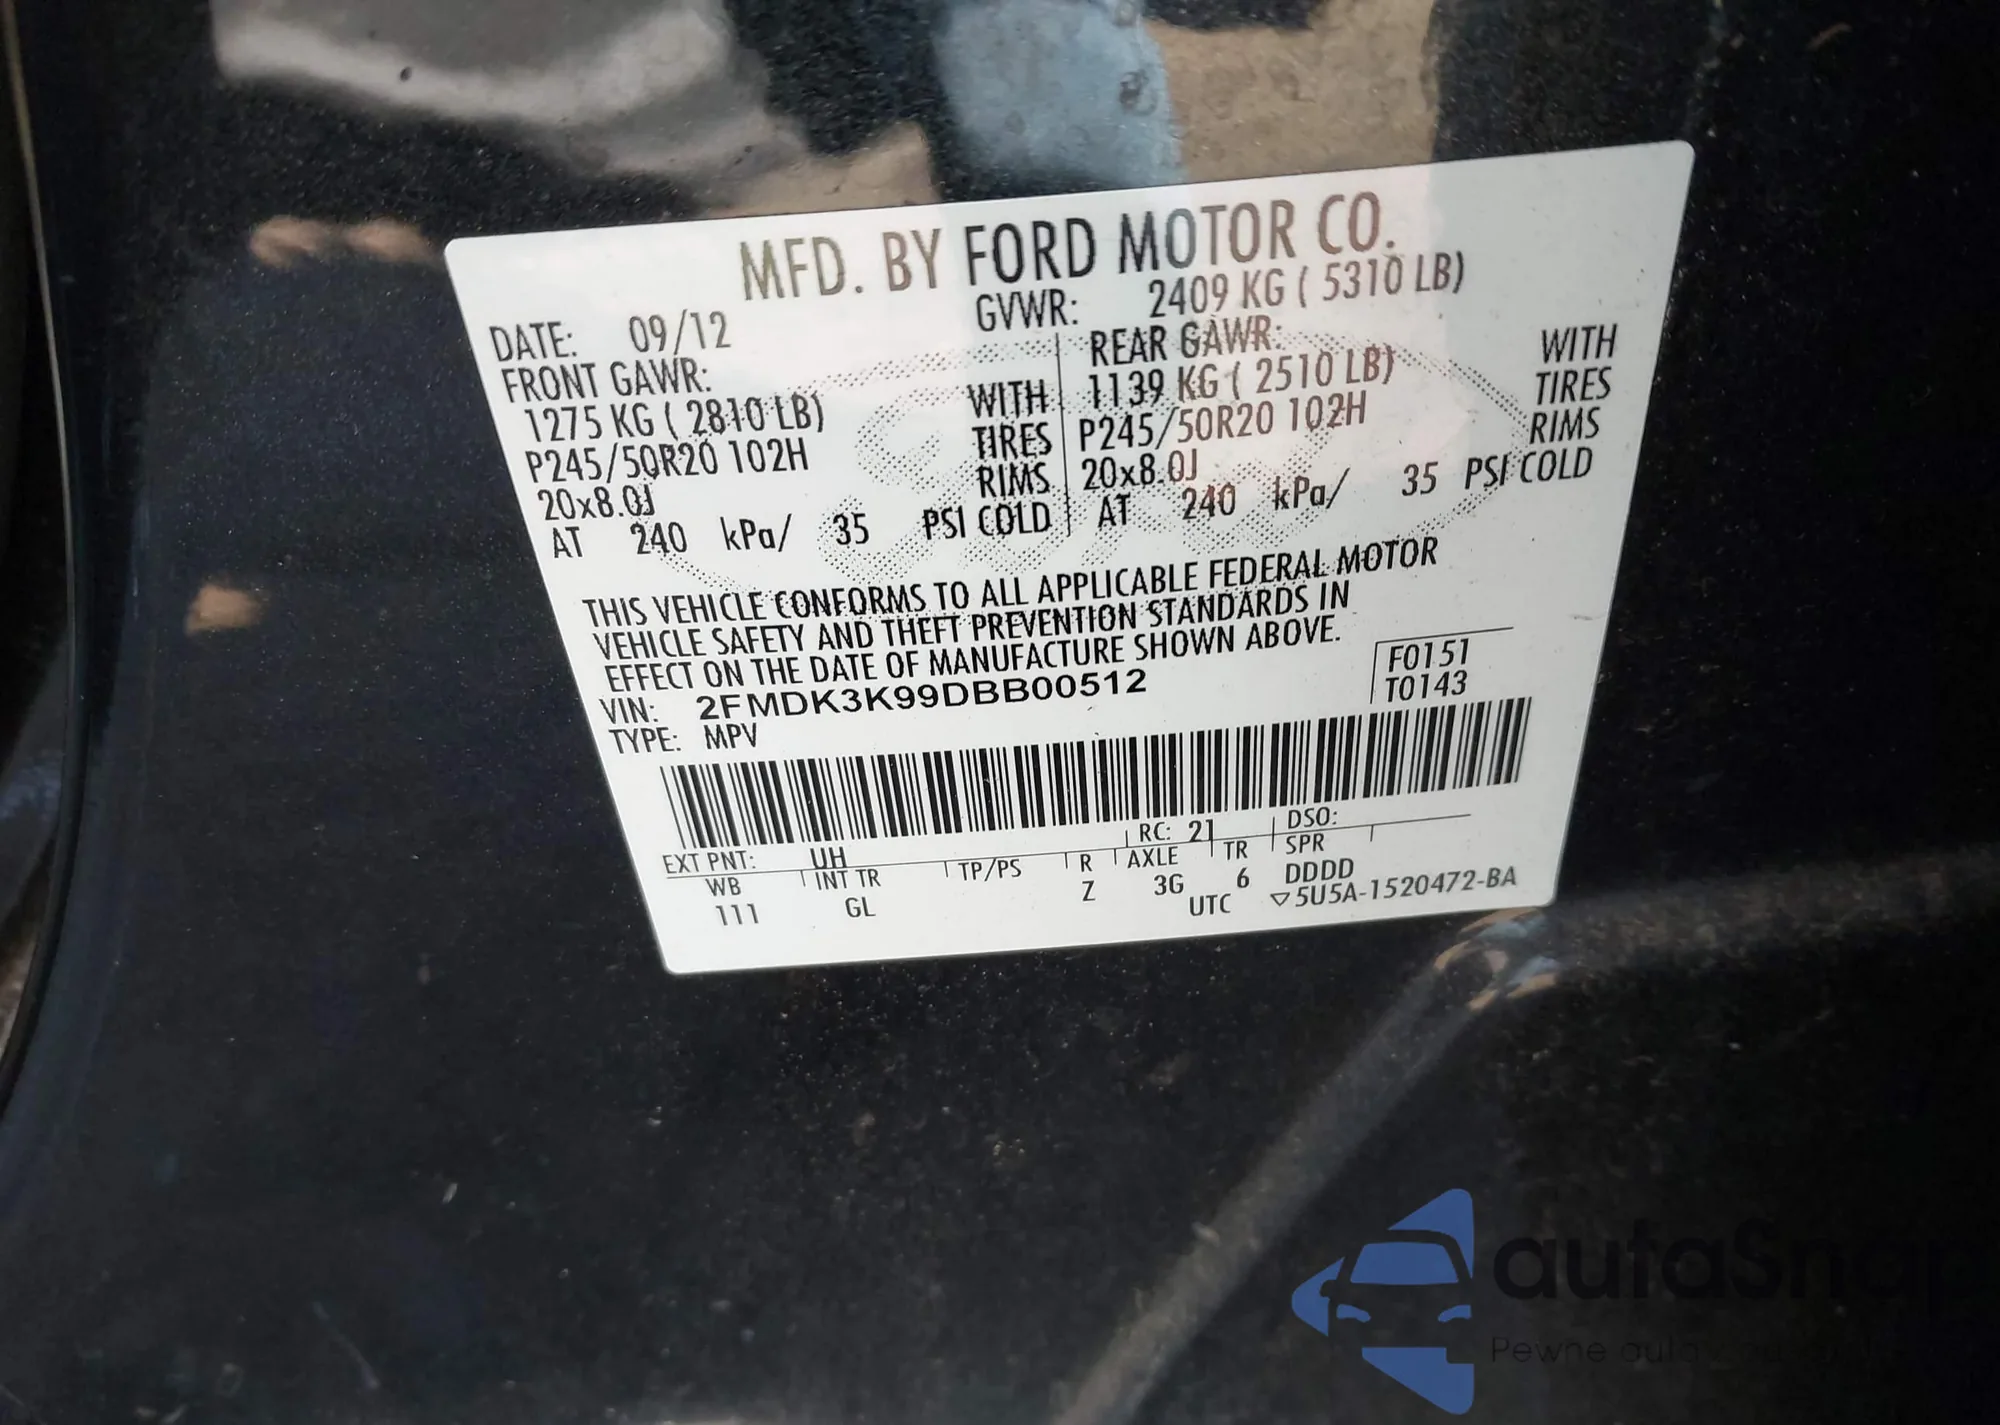 MFD. BY FORD MOTOR CO.
DATE: 09/12 GVWR: 2409 KG ( 5310 LB)
FRONT GAWR: REAR GAWR: WITH
1275 KG ( 2810 LB) WITH 1139 KG ( 2510 LB) TIRES
P245/50R20 102H TIRES P245/50R20 102H RIMS
20x8.0J RIMS 20x8.0J
AT 240 kPa/ 35 PSI COLD AT 240 kPa/ 35 PSI COLD
THIS VEHICLE CONFORMS TO ALL APPLICABLE FEDERAL MOTOR
VEHICLE SAFETY AND THEFT PREVENTION STANDARDS IN
EFFECT ON THE DATE OF MANUFACTURE SHOWN ABOVE.
VIN: 2FMDK3K99DBB00512 F0151
TYPE: MPV T0143
EXT PNT: UH RC: 21 DSO:
WB INT TR TP/PS R AXLE TR SPR
111 GL Z 3G 6 DDDD
UTC ▽5U5A-1520472-BA
Pewne auta